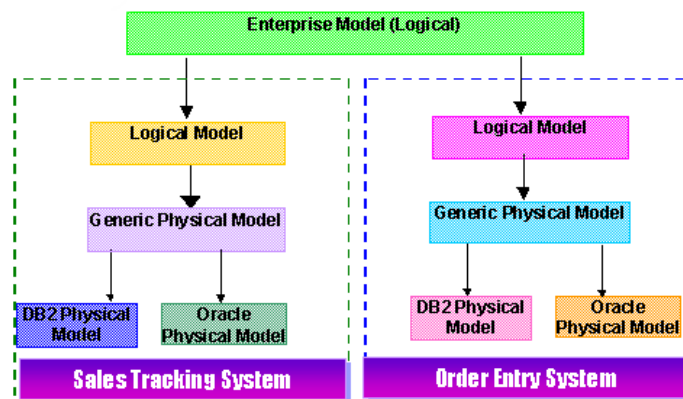 Enterprise Model (Logical)
Logical Model
Logical Model
Generic Physical Model
Generic Physical Model
DB2 Physical
Model
Oracle
Physical Model
DB2 Physical
Model
Oracle
Physical Model
Sales Tracking System
Order Entry System